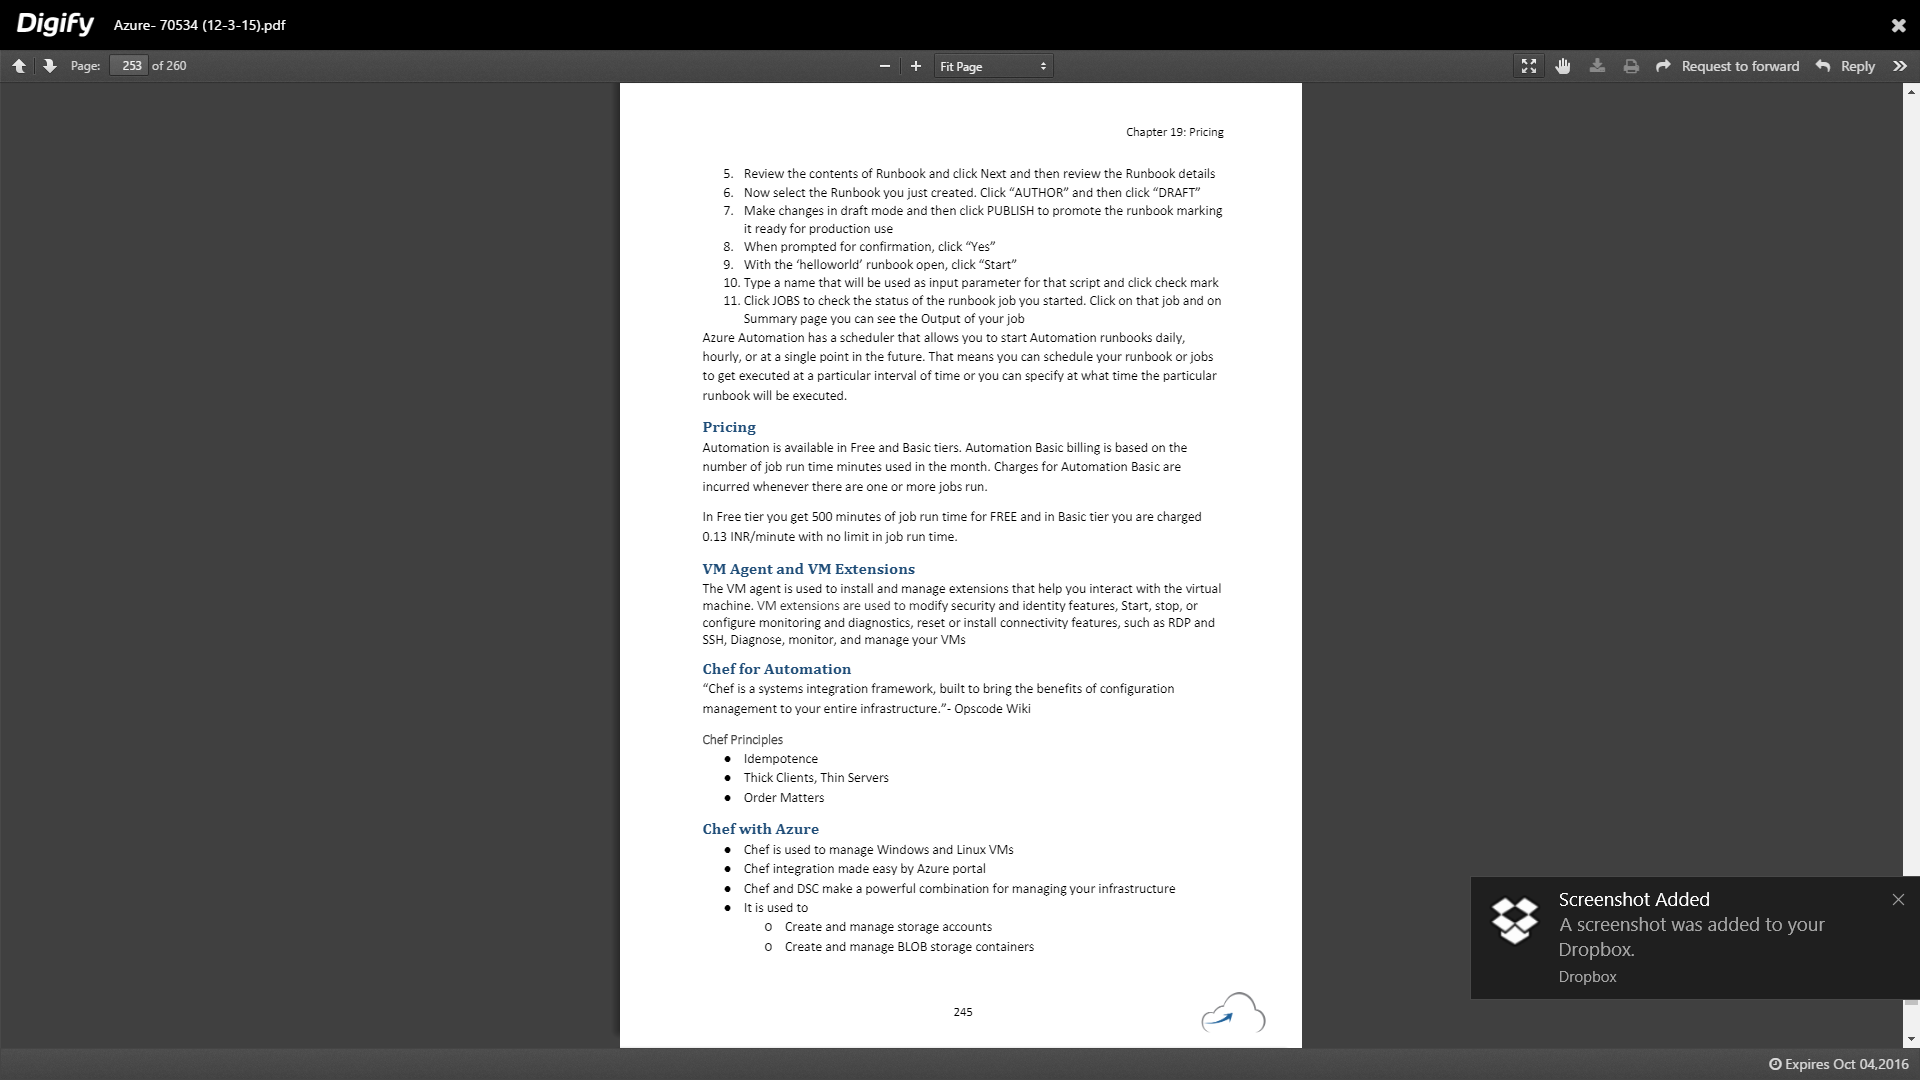 Digify Azure- 70534 (12-3-15).pdf
Page: 253 of 260 Fit Page Request to forward Reply
Chapter 19: Pricing
5. Review the contents of Runbook and click Next and then review the Runbook details
6. Now select the Runbook you just created. Click “AUTHOR” and then click “DRAFT”
7. Make changes in draft mode and then click PUBLISH to promote the runbook marking
it ready for production use
8. When prompted for confirmation, click “Yes”
9. With the ‘helloworld’ runbook open, click “Start”
10. Type a name that will be used as input parameter for that script and click check mark
11. Click JOBS to check the status of the runbook job you started. Click on that job and on
Summary page you can see the Output of your job
Azure Automation has a scheduler that allows you to start Automation runbooks daily,
hourly, or at a single point in the future. That means you can schedule your runbook or jobs
to get executed at a particular interval of time or you can specify at what time the particular
runbook will be executed.
Pricing
Automation is available in Free and Basic tiers. Automation Basic billing is based on the
number of job run time minutes used in the month. Charges for Automation Basic are
incurred whenever there are one or more jobs run.
In Free tier you get 500 minutes of job run time for FREE and in Basic tier you are charged
0.13 INR/minute with no limit in job run time.
VM Agent and VM Extensions
The VM agent is used to install and manage extensions that help you interact with the virtual
machine. VM extensions are used to modify security and identity features, Start, stop, or
configure monitoring and diagnostics, reset or install connectivity features, such as RDP and
SSH, Diagnose, monitor, and manage your VMs
Chef for Automation
“Chef is a systems integration framework, built to bring the benefits of configuration
management to your entire infrastructure.”- Opscode Wiki
Chef Principles
● Idempotence
● Thick Clients, Thin Servers
● Order Matters
Chef with Azure
● Chef is used to manage Windows and Linux VMs
● Chef integration made easy by Azure portal
● Chef and DSC make a powerful combination for managing your infrastructure
● It is used to
o Create and manage storage accounts
o Create and manage BLOB storage containers
245
Screenshot Added
A screenshot was added to your
Dropbox.
Dropbox
Expires Oct 04,2016